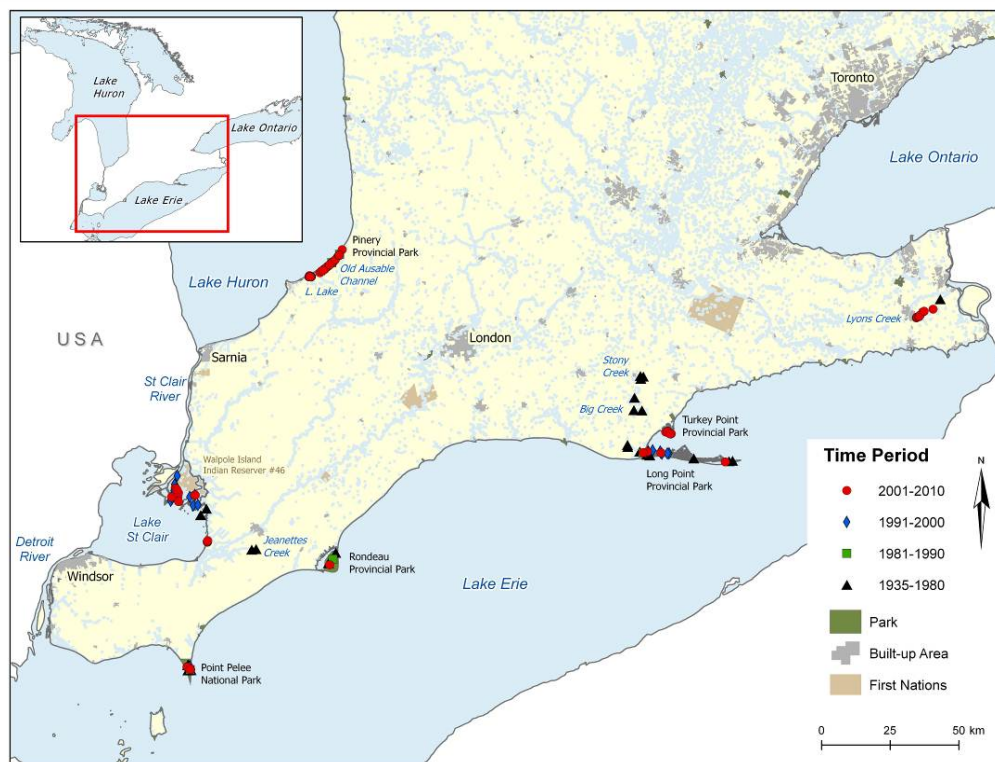 Lake
Huron
Lake Ontario
Lake Erie
Toronto
Lake Ontario
Pinery
Provincial Park
Old Ausable
Channel
L. Lake
Lake Huron
Lyons Creek
USA
London
Sarnia
Stony
Creek
St Clair
River
Big Creek
Turkey Point
Provincial Park
Walpole Island
Indian Reserver #46
Long Point
Provincial Park
Lake
St Clair
Detroit
River
Jeanettes
Creek
Rondeau
Provincial Park
Windsor
Lake Erie
Point Pelee
National Park
Time Period
2001-2010
1991-2000
1981-1990
1935-1980
Park
Built-up Area
First Nations
N
0 25 50 km